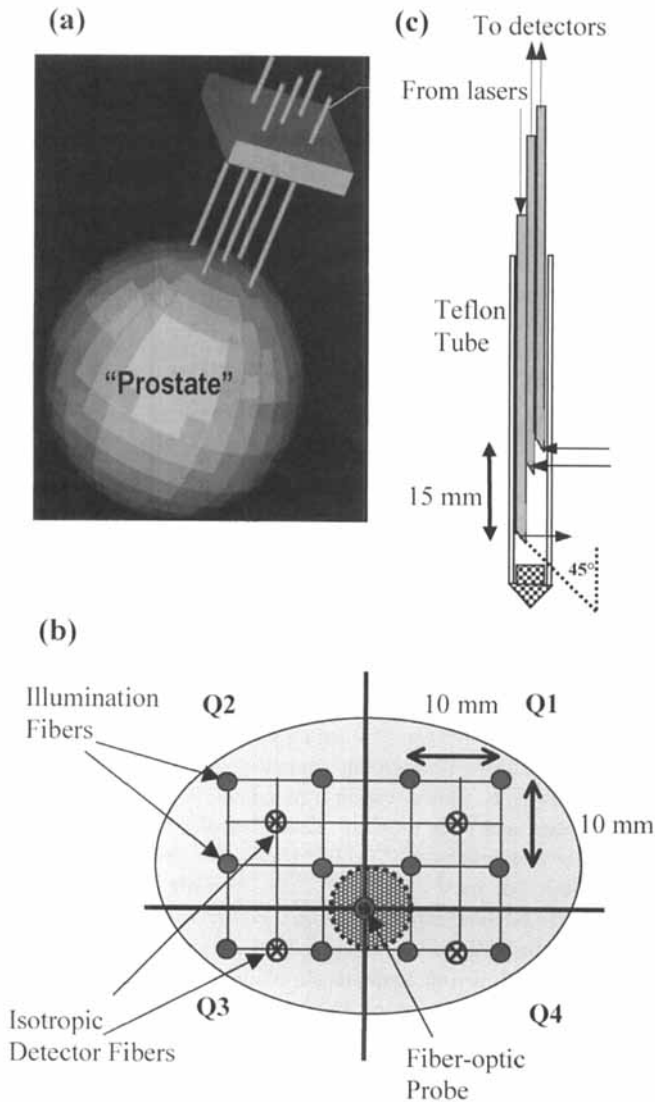 (a)
"Prostate"
(c)
To detectors
From lasers
Teflon
Tube
15 mm
45°
(b)
Illumination
Fibers
Q2
Q1
10 mm
10 mm
Q3
Q4
Isotropic
Detector Fibers
Fiber-optic
Probe